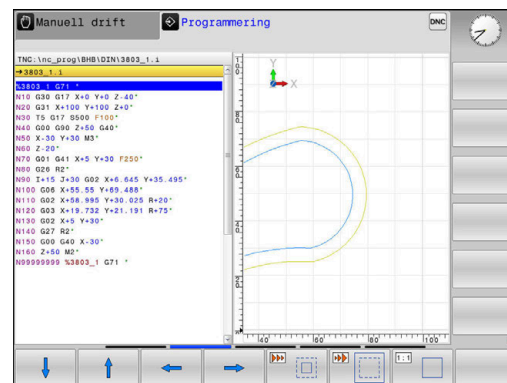 Manuell drift
Programmering
DNC
TNC:\nc_prog\BHB\DIN\3803_1.i
→3803_1.i
%3803_1 G71 *
N10 G30 G17 X+0 Y+0 Z-40*
N20 G31 X+100 Y+100 Z+0*
N30 T5 G17 S500 F100*
N40 G00 G90 Z+50 G40*
N50 X-30 Y+30 M3*
N60 Z-20*
N70 G01 G41 X+5 Y+30 F250*
N80 G26 R2*
N90 I+15 J+30 G02 X+6.645 Y+35.495*
N100 G06 X+55.55 Y+69.488*
N110 G02 X+58.995 Y+30.025 R+20*
N120 G03 X+19.732 Y+21.191 R+75*
N130 G02 X+5 Y+30*
N140 G27 R2*
N150 G00 G40 X-30*
N160 Z+50 M2*
N99999999 %3803_1 G71 *
Y
X
40
60
80
100
1:1